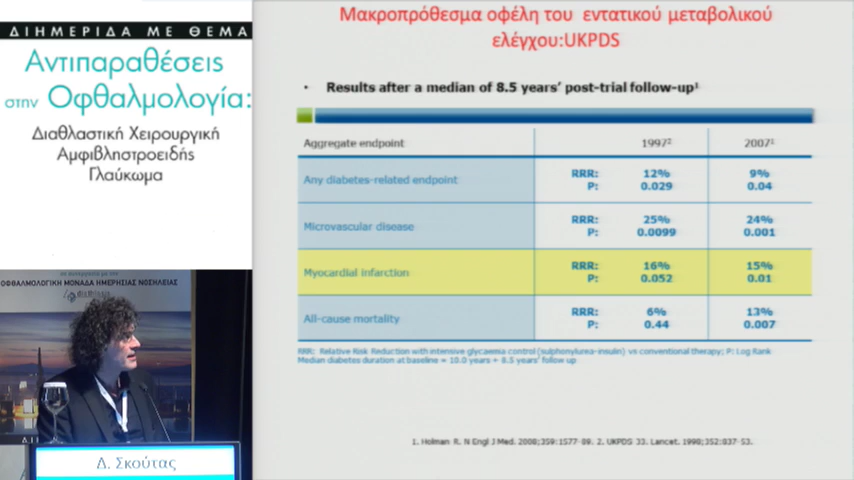 ΔΙΗΜΕΡΙΔΑ ΜΕ ΘΕΜΑ
Αντιπαραθέσεις
στην Οφθαλμολογία:
Διαθλαστική Χειρουργική
Αμφιβληστροειδής
Γλαύκωμα
ΟΦΘΑΛΜΟΛΟΓΙΚΗ ΜΟΝΑΔΑ ΗΜΕΡΗΣΙΑΣ ΝΟΣΗΛΕΙΑΣ
Δ. Σκούτας
Μακροπρόθεσμα οφέλη του εντατικού μεταβολικού
ελέγχου:UKPDS
• Results after a median of 8.5 years' post-trial follow-up¹
Aggregate endpoint 1997² 2007¹
Any diabetes-related endpoint RRR: 12% 9%
P: 0.029 0.04
Microvascular disease RRR: 25% 24%
P: 0.0099 0.001
Myocardial infarction RRR: 16% 15%
P: 0.052 0.01
All-cause mortality RRR: 6% 13%
P: 0.44 0.007
RRR: Relative Risk Reduction with intensive glycaemia control (sulphonylurea-insulin) vs conventional therapy; P: Log Rank
Median diabetes duration at baseline = 10.0 years + 8.5 years' follow up
1. Holman R. N Engl J Med. 2008;359:1577-89. 2. UKPDS 33. Lancet. 1998;352:837-53.